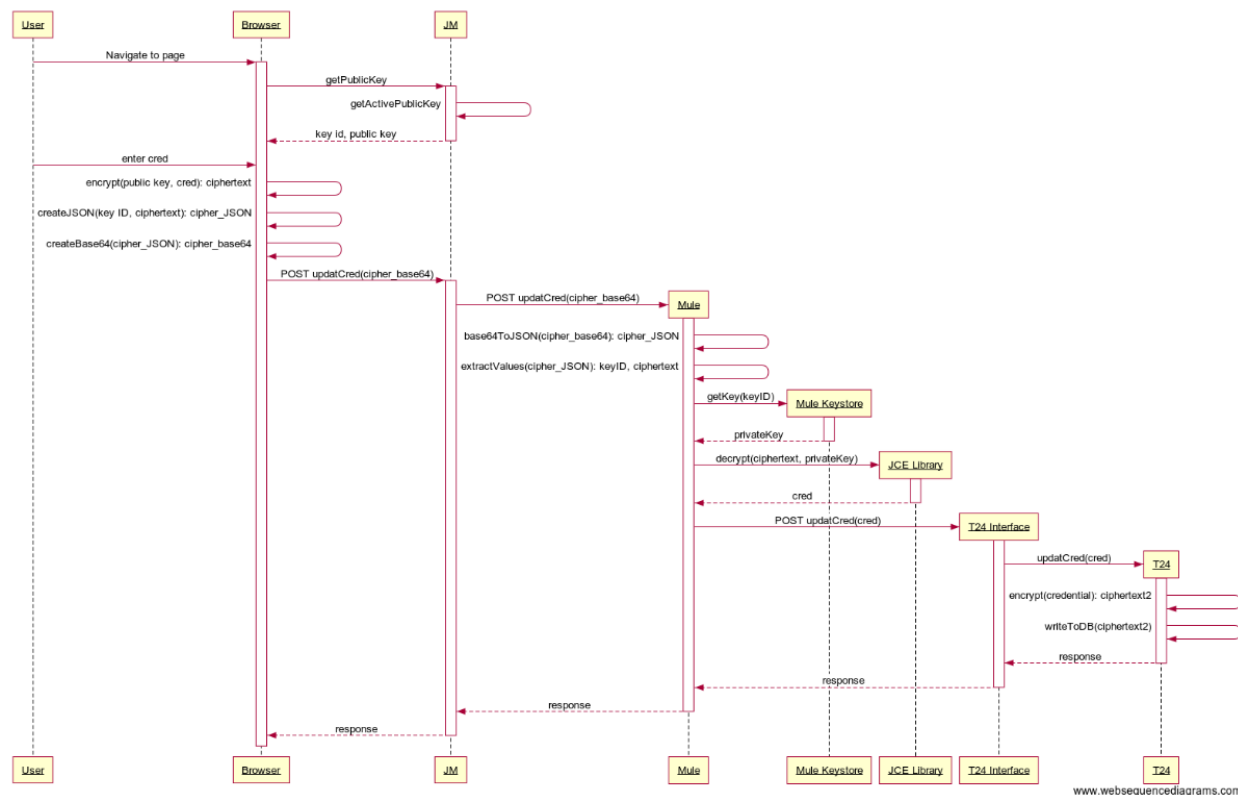 User
Browser
JM
Navigate to page
getPublicKey
getActivePublicKey
key id, public key
enter cred
encrypt(public key, cred): ciphertext
createJSON(key ID, ciphertext): cipher_JSON
createBase64(cipher_JSON): cipher_base64
POST updatCred(cipher_base64)
POST updatCred(cipher_base64)
Mule
base64ToJSON(cipher_base64): cipher_JSON
extractValues(cipher_JSON): keyID, ciphertext
getKey(keyID)
Mule Keystore
privateKey
decrypt(ciphertext, privateKey)
JCE Library
cred
POST updatCred(cred)
T24 Interface
updatCred(cred)
T24
encrypt(credential): ciphertext2
writeToDB(ciphertext2)
response
response
response
response
User
Browser
JM
Mule
Mule Keystore
JCE Library
T24 Interface
T24
www.websequencediagrams.com